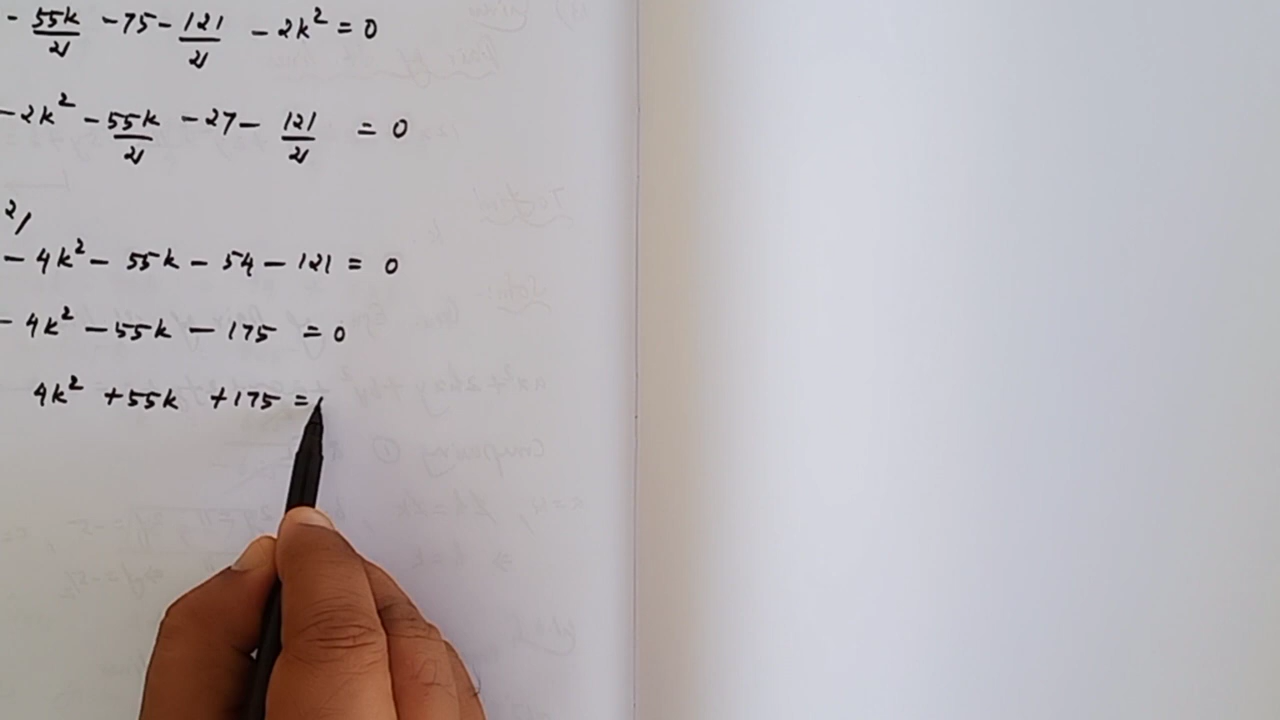 - 55k/2 - 75 - 121/2 - 2k² = 0
- 2k² - 55k/2 - 27 - 121/2 = 0
2/
- 4k² - 55k - 54 - 121 = 0
- 4k² - 55k - 175 = 0
4k² + 55k + 175 =